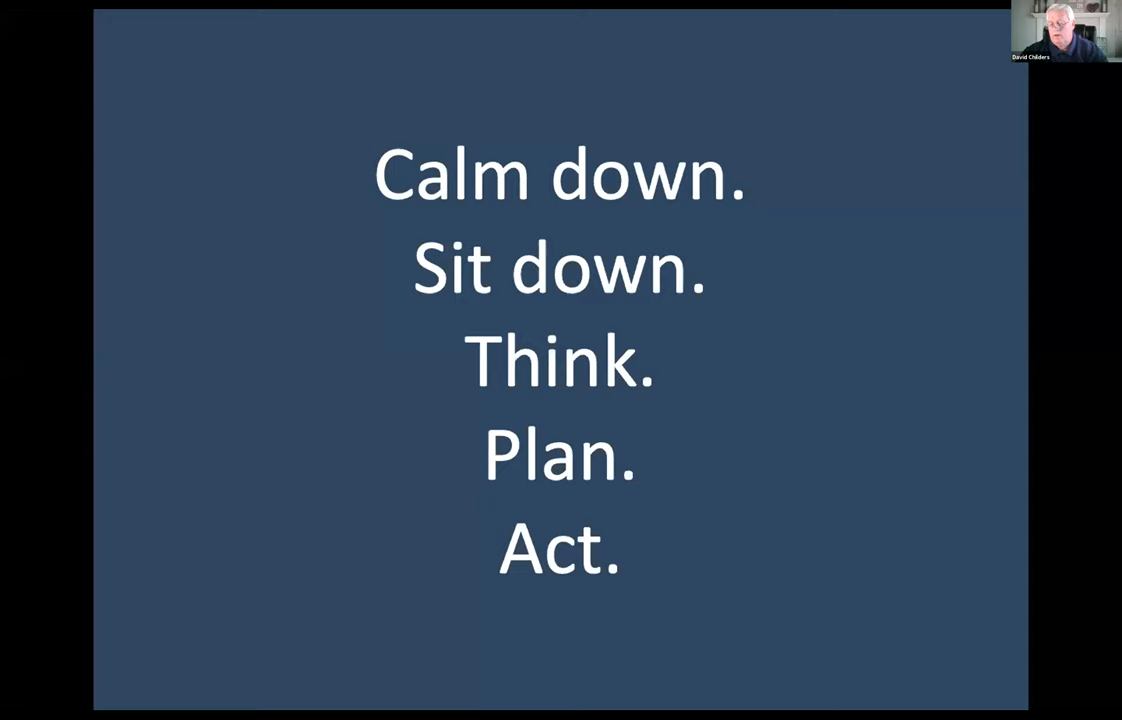 David Childers
Calm down.
Sit down.
Think.
Plan.
Act.